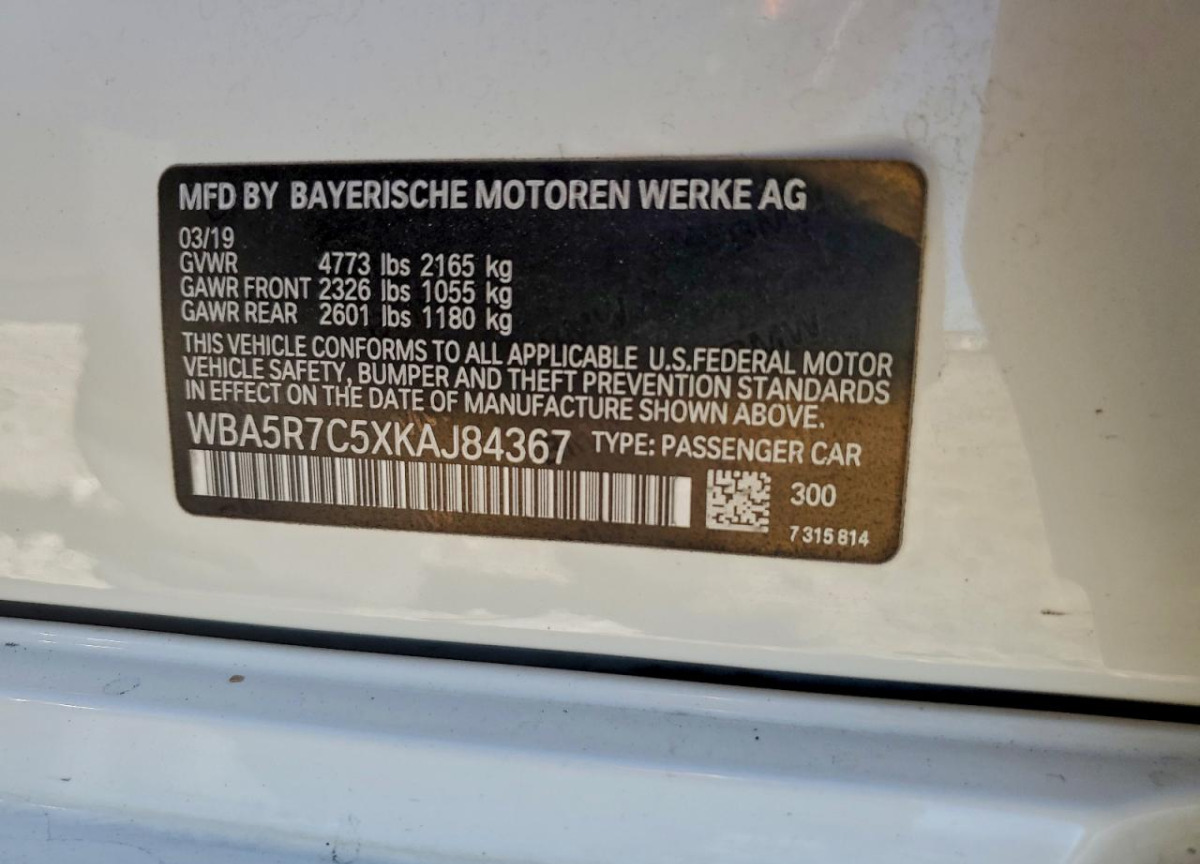 MFD BY BAYERISCHE MOTOREN WERKE AG
03/19
GVWR 4773 lbs 2165 kg
GAWR FRONT 2326 lbs 1055 kg
GAWR REAR 2601 lbs 1180 kg
THIS VEHICLE CONFORMS TO ALL APPLICABLE U.S.FEDERAL MOTOR
VEHICLE SAFETY, BUMPER AND THEFT PREVENTION STANDARDS
IN EFFECT ON THE DATE OF MANUFACTURE SHOWN ABOVE.
WBA5R7C5XKAJ84367 TYPE: PASSENGER CAR
300
7 315 814
BMW
BMW
BMW